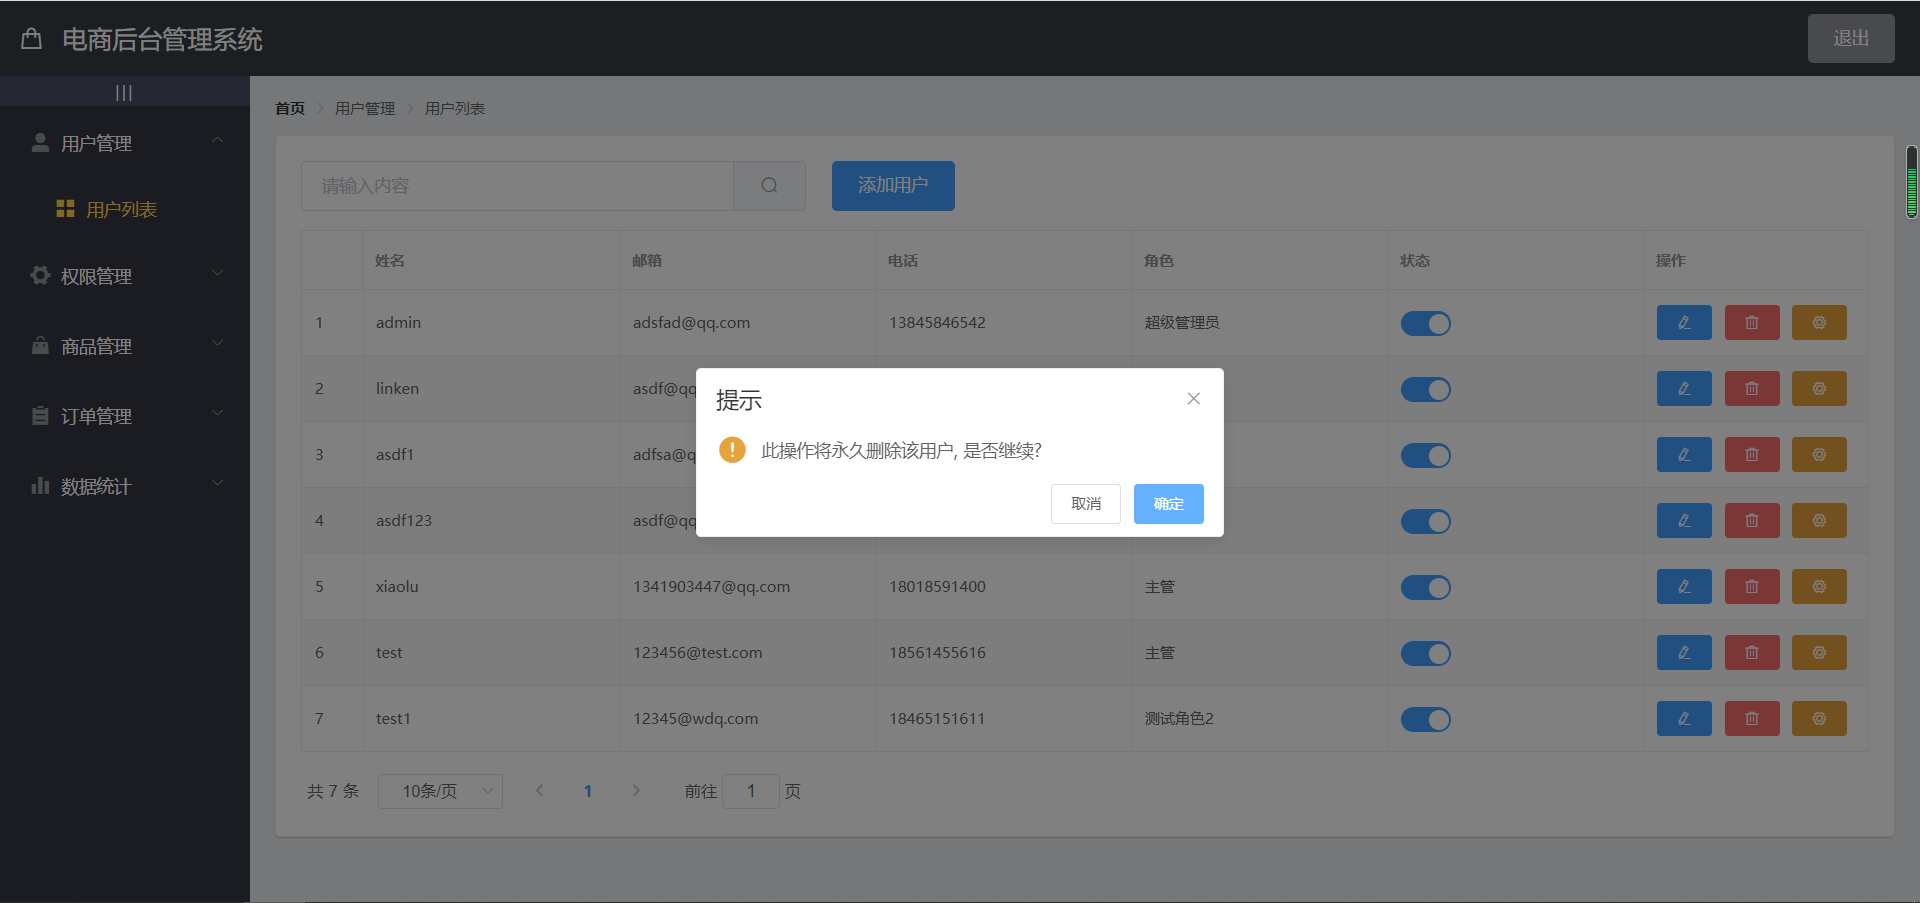 电商后台管理系统
退出
|||
首页 > 用户管理 > 用户列表
用户管理
用户列表
权限管理
商品管理
订单管理
数据统计
请输入内容
添加用户
姓名 邮箱 电话 角色 状态 操作
1 admin adsfad@qq.com 13845846542 超级管理员
2 linken asdf@qq
3 asdf1 adfsa@q
4 asdf123 asdf@qq
5 xiaolu 1341903447@qq.com 18018591400 主管
6 test 123456@test.com 18561455616 主管
7 test1 12345@wdq.com 18465151611 测试角色2
提示
此操作将永久删除该用户, 是否继续?
取消 确定
共 7 条 10条/页 1 前往 1 页